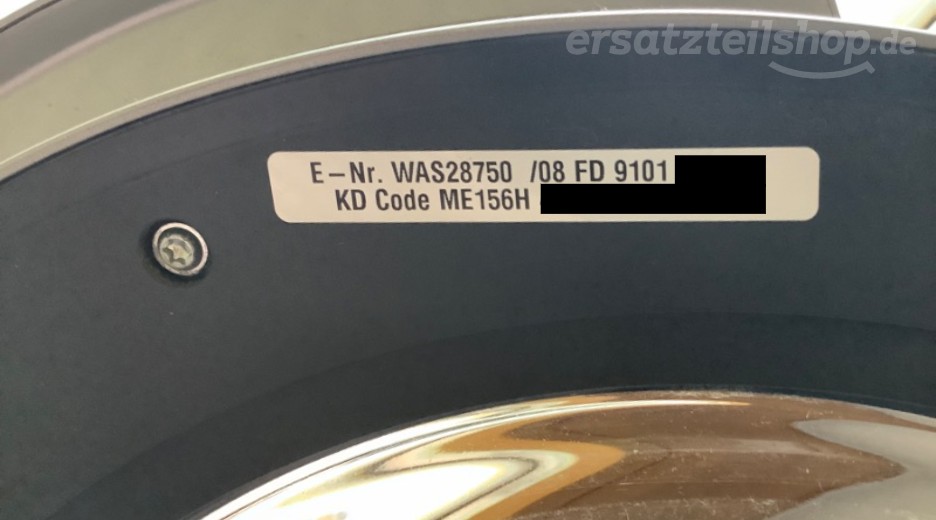 ersatzteilshop.de
E-Nr. WAS28750 /08 FD 9101
KD Code ME156H